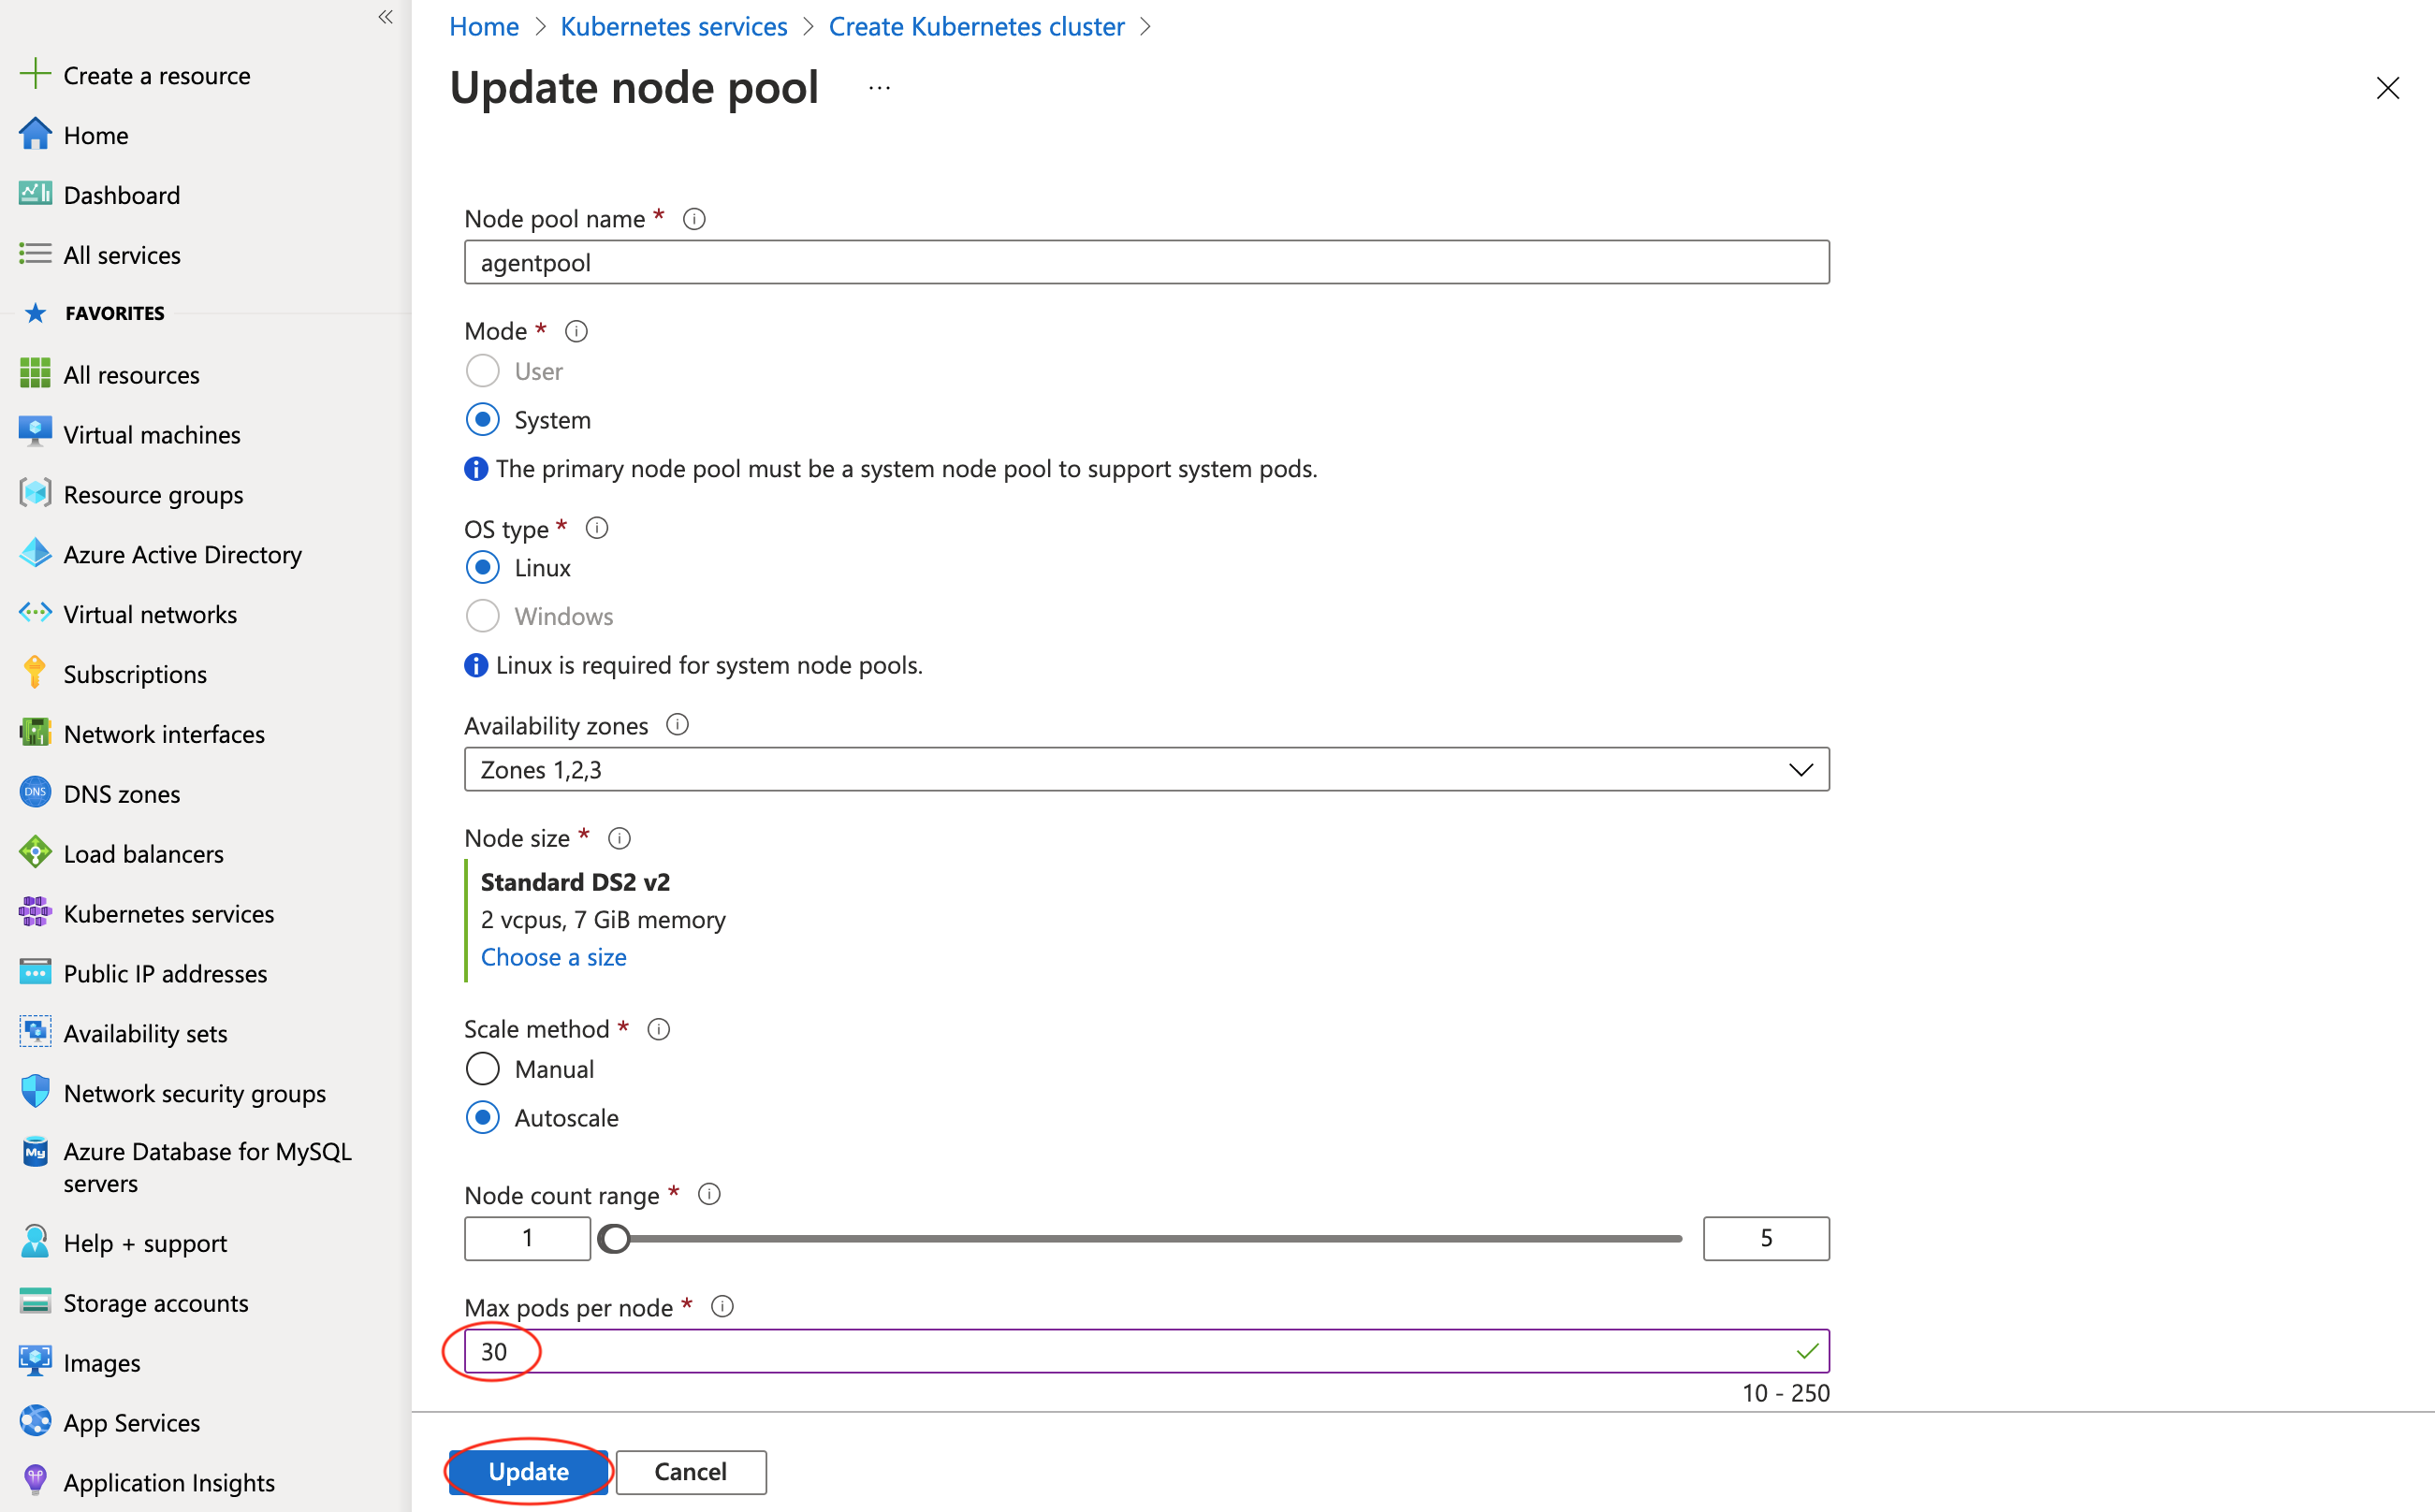 Create a resource
Home
Dashboard
All services
FAVORITES
All resources
Virtual machines
Resource groups
Azure Active Directory
Virtual networks
Subscriptions
Network interfaces
DNS
DNS zones
Load balancers
Kubernetes services
Public IP addresses
Availability sets
Network security groups
My
Azure Database for MySQL
servers
Help + support
Storage accounts
Images
App Services
Application Insights
Home > Kubernetes services > Create Kubernetes cluster >
Update node pool ...
Node pool name *
agentpool
Mode *
User
System
The primary node pool must be a system node pool to support system pods.
OS type *
Linux
Windows
Linux is required for system node pools.
Availability zones
Zones 1,2,3
Node size *
Standard DS2 v2
2 vcpus, 7 GiB memory
Choose a size
Scale method *
Manual
Autoscale
Node count range *
1
5
Max pods per node *
30
10 - 250
Update
Cancel